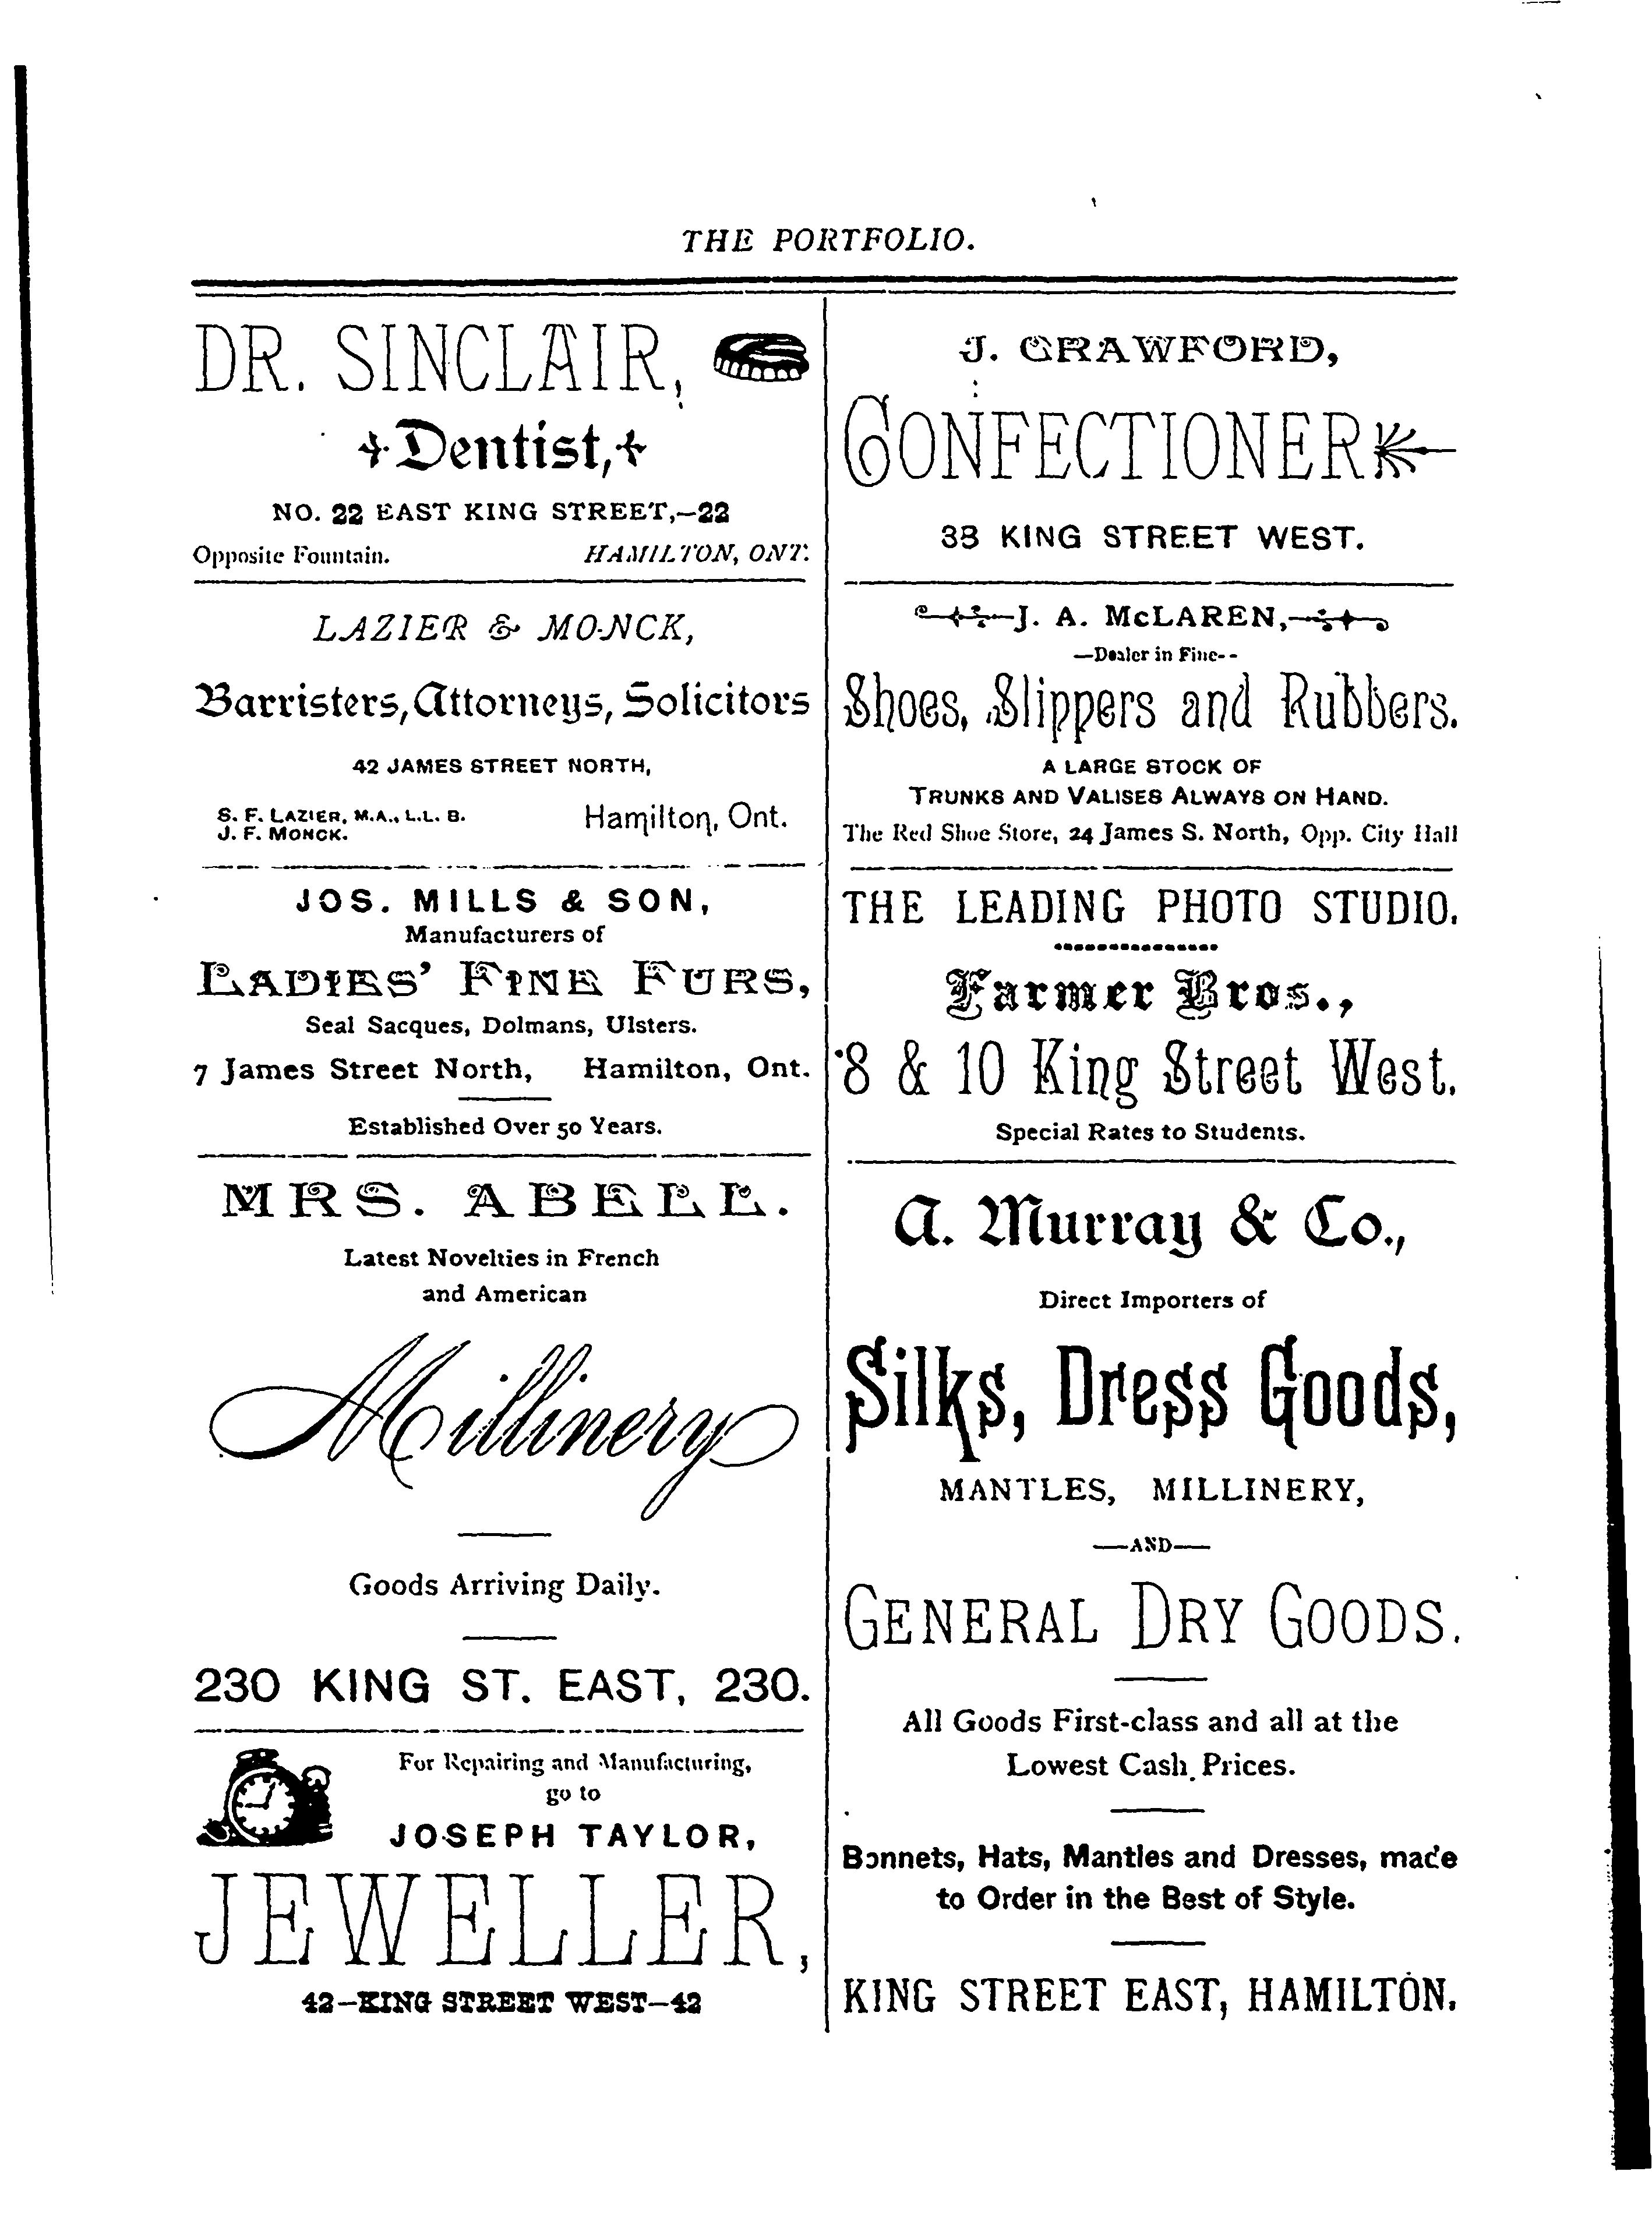 THE PORTFOLIO.
DR. SINCLAIR,
Dentist,
NO. 22 EAST KING STREET,—22
Opposite Fountain. HAMILTON, ONT.
LAZIER & MONCK,
Barristers, Attorneys, Solicitors
42 JAMES STREET NORTH,
S. F. LAZIER, M.A., L.L. B.
J. F. MONCK.
Hamilton, Ont.
JOS. MILLS & SON,
Manufacturers of
LADIES' FINE FURS,
Seal Sacques, Dolmans, Ulsters.
7 James Street North, Hamilton, Ont.
Established Over 50 Years.
MRS. ABELL.
Latest Novelties in French
and American
Millinery
Goods Arriving Daily.
230 KING ST. EAST, 230.
For Repairing and Manufacturing,
go to
JOSEPH TAYLOR,
JEWELLER,
42—KING STREET WEST—42
J. CRAWFORD,
CONFECTIONER
38 KING STREET WEST.
J. A. McLAREN,
—Dealer in Fine--
Shoes, Slippers and Rubbers.
A LARGE STOCK OF
TRUNKS AND VALISES ALWAYS ON HAND.
The Red Shoe Store, 24 James S. North, Opp. City Hall
THE LEADING PHOTO STUDIO.
Farmer Bros.,
8 & 10 King Street West.
Special Rates to Students.
A. Murray & Co.,
Direct Importers of
Silks, Dress Goods,
MANTLES, MILLINERY,
—AND—
GENERAL DRY GOODS.
All Goods First-class and all at the
Lowest Cash Prices.
Bonnets, Hats, Mantles and Dresses, made
to Order in the Best of Style.
KING STREET EAST, HAMILTON.